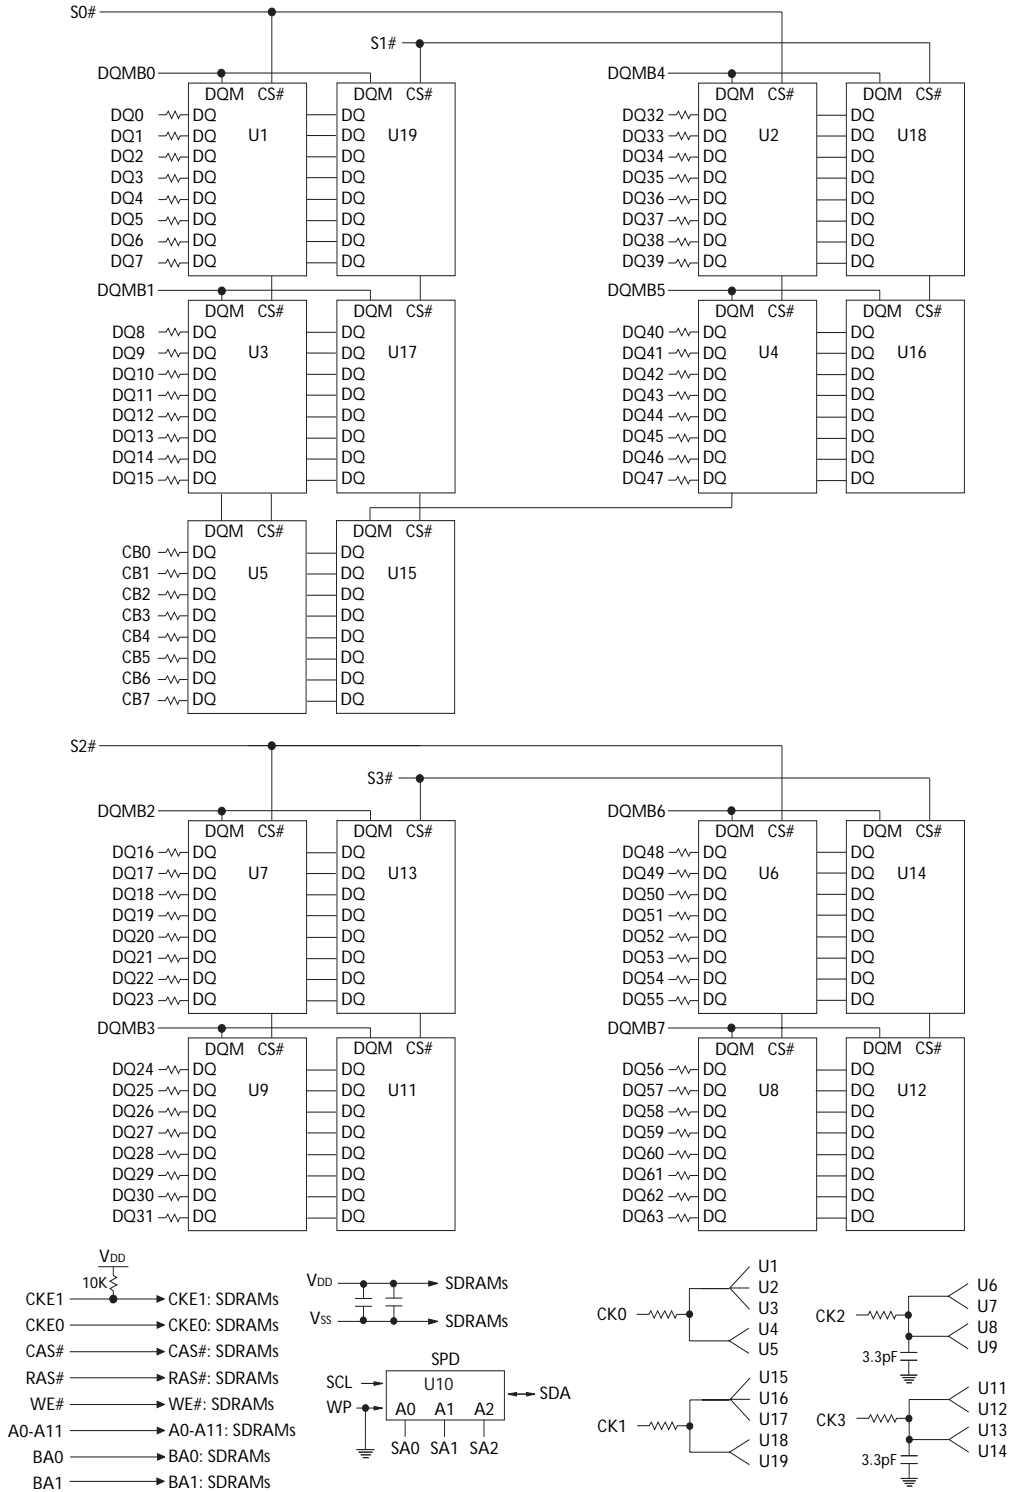 S0#
S1#
DQMB0 DQMB4
DQM CS# DQM CS# DQM CS# DQM CS#
DQ0 DQ DQ DQ32 DQ DQ
DQ1 DQ U1 DQ U19 DQ33 DQ U2 DQ U18
DQ2 DQ DQ DQ34 DQ DQ
DQ3 DQ DQ DQ35 DQ DQ
DQ4 DQ DQ DQ36 DQ DQ
DQ5 DQ DQ DQ37 DQ DQ
DQ6 DQ DQ DQ38 DQ DQ
DQ7 DQ DQ DQ39 DQ DQ
DQMB1 DQMB5
DQM CS# DQM CS# DQM CS# DQM CS#
DQ8 DQ DQ DQ40 DQ DQ
DQ9 DQ U3 DQ U17 DQ41 DQ U4 DQ U16
DQ10 DQ DQ DQ42 DQ DQ
DQ11 DQ DQ DQ43 DQ DQ
DQ12 DQ DQ DQ44 DQ DQ
DQ13 DQ DQ DQ45 DQ DQ
DQ14 DQ DQ DQ46 DQ DQ
DQ15 DQ DQ DQ47 DQ DQ
DQM CS# DQM CS#
CB0 DQ DQ
CB1 DQ U5 DQ U15
CB2 DQ DQ
CB3 DQ DQ
CB4 DQ DQ
CB5 DQ DQ
CB6 DQ DQ
CB7 DQ DQ
S2#
S3#
DQMB2 DQMB6
DQM CS# DQM CS# DQM CS# DQM CS#
DQ16 DQ DQ DQ48 DQ DQ
DQ17 DQ U7 DQ U13 DQ49 DQ U6 DQ U14
DQ18 DQ DQ DQ50 DQ DQ
DQ19 DQ DQ DQ51 DQ DQ
DQ20 DQ DQ DQ52 DQ DQ
DQ21 DQ DQ DQ53 DQ DQ
DQ22 DQ DQ DQ54 DQ DQ
DQ23 DQ DQ DQ55 DQ DQ
DQMB3 DQMB7
DQM CS# DQM CS# DQM CS# DQM CS#
DQ24 DQ DQ DQ56 DQ DQ
DQ25 DQ U9 DQ U11 DQ57 DQ U8 DQ U12
DQ26 DQ DQ DQ58 DQ DQ
DQ27 DQ DQ DQ59 DQ DQ
DQ28 DQ DQ DQ60 DQ DQ
DQ29 DQ DQ DQ61 DQ DQ
DQ30 DQ DQ DQ62 DQ DQ
DQ31 DQ DQ DQ63 DQ DQ
VDD
10K
CKE1 CKE1: SDRAMs
CKE0 CKE0: SDRAMs
CAS# CAS#: SDRAMs
RAS# RAS#: SDRAMs
WE# WE#: SDRAMs
A0-A11 A0-A11: SDRAMs
BA0 BA0: SDRAMs
BA1 BA1: SDRAMs
VDD SDRAMs
Vss SDRAMs
SPD
SCL U10 SDA
WP A0 A1 A2
SA0 SA1 SA2
U1
U2
CK0 U3
U4
U5
U15
U16
CK1 U17
U18
U19
U6
CK2 U7
U8
3.3pF U9
U11
CK3 U12
U13
3.3pF U14